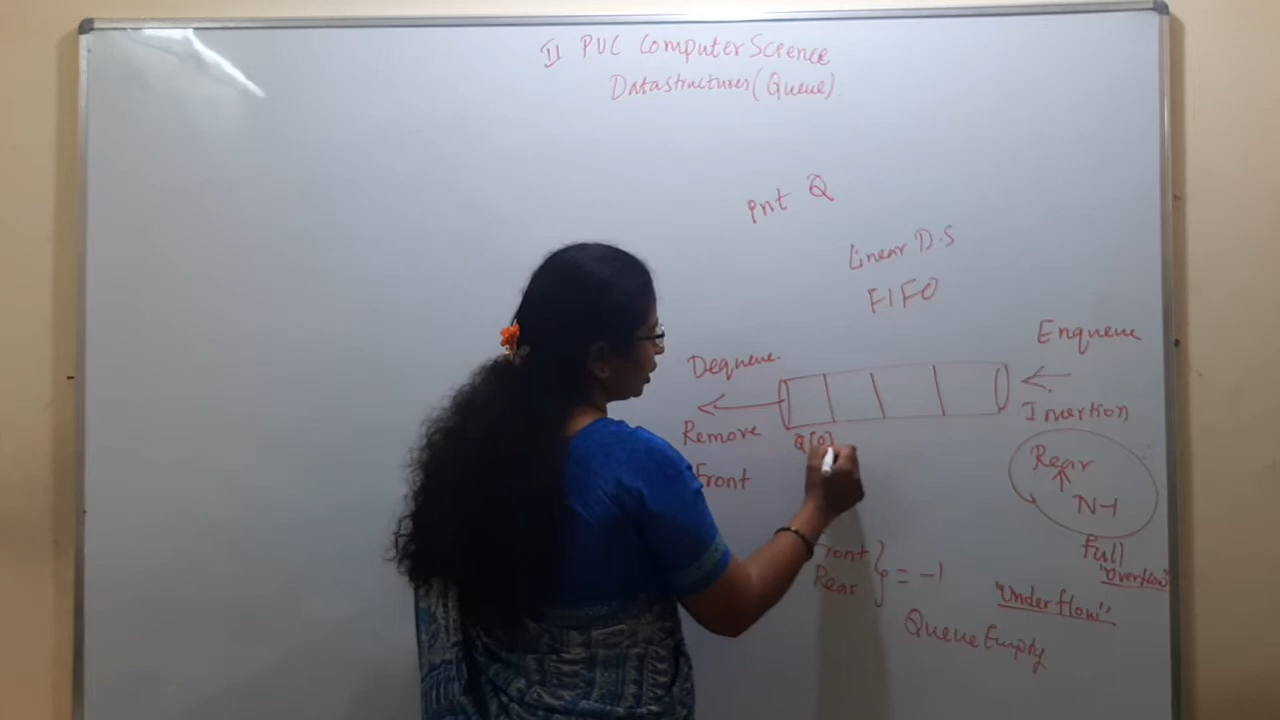 II PUC Computer Science
Datastructures (Queue).
int Q
Linear D.S
FIFO
Enqueue
Dequeue.
Insertion
Remove
Q[0]
Front
Rear
N-1
Full
"Overflow"
Front
Rear
} = -1
"Underflow"
Queue Empty